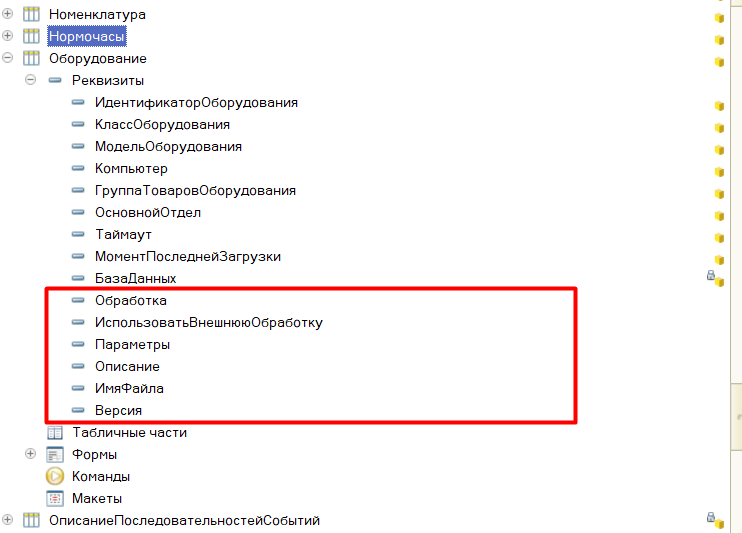 Номенклатура
Нормочасы
Оборудование
Реквизиты
ИдентификаторОборудования
КлассОборудования
МодельОборудования
Компьютер
ГруппаТоваровОборудования
ОсновнойОтдел
Таймаут
МоментПоследнейЗагрузки
БазаДанных
Обработка
ИспользоватьВнешнююОбработку
Параметры
Описание
ИмяФайла
Версия
Табличные части
Формы
Команды
Макеты
ОписаниеПоследовательностейСобытий